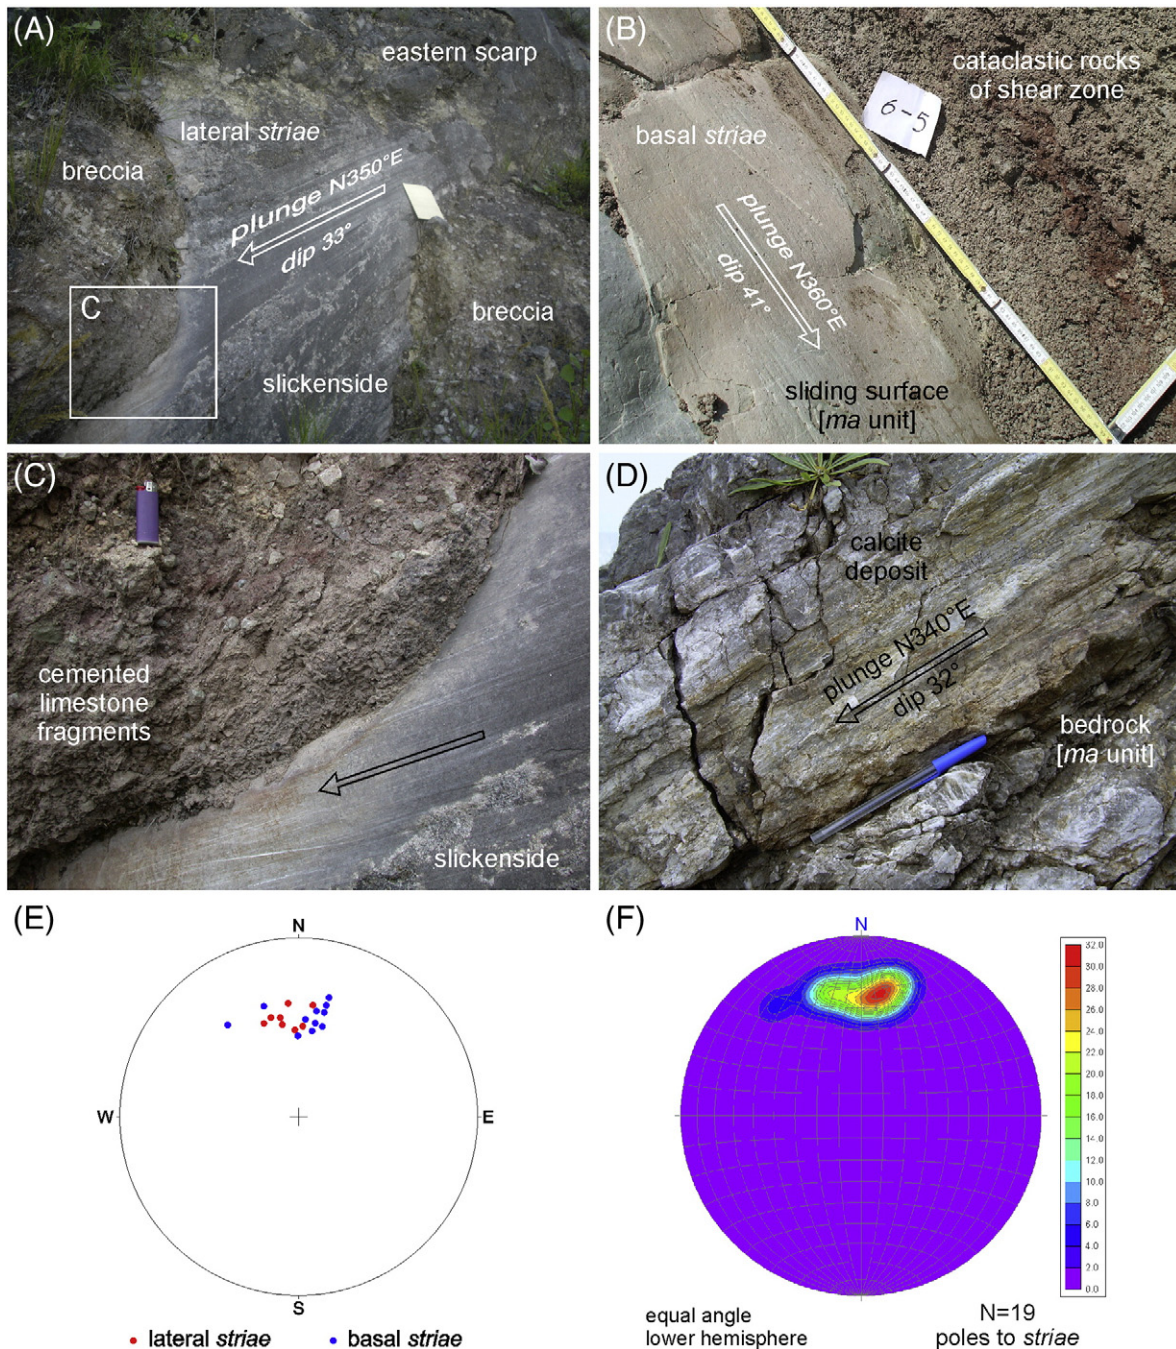 (A)
eastern scarp
lateral striae
breccia
plunge N350°E
dip 33°
C
breccia
slickenside
(B)
cataclastic rocks
of shear zone
6-5
basal striae
plunge N360°E
dip 41°
sliding surface
[ma unit]
(C)
cemented
limestone
fragments
slickenside
(D)
calcite
deposit
plunge N340°E
dip 32°
bedrock
[ma unit]
(E)
N
W
E
S
lateral striae
basal striae
(F)
N
32.0
28.0
26.0
24.0
22.0
20.0
18.0
16.0
14.0
12.0
10.0
8.0
6.0
4.0
2.0
0.0
equal angle
lower hemisphere
N=19
poles to striae